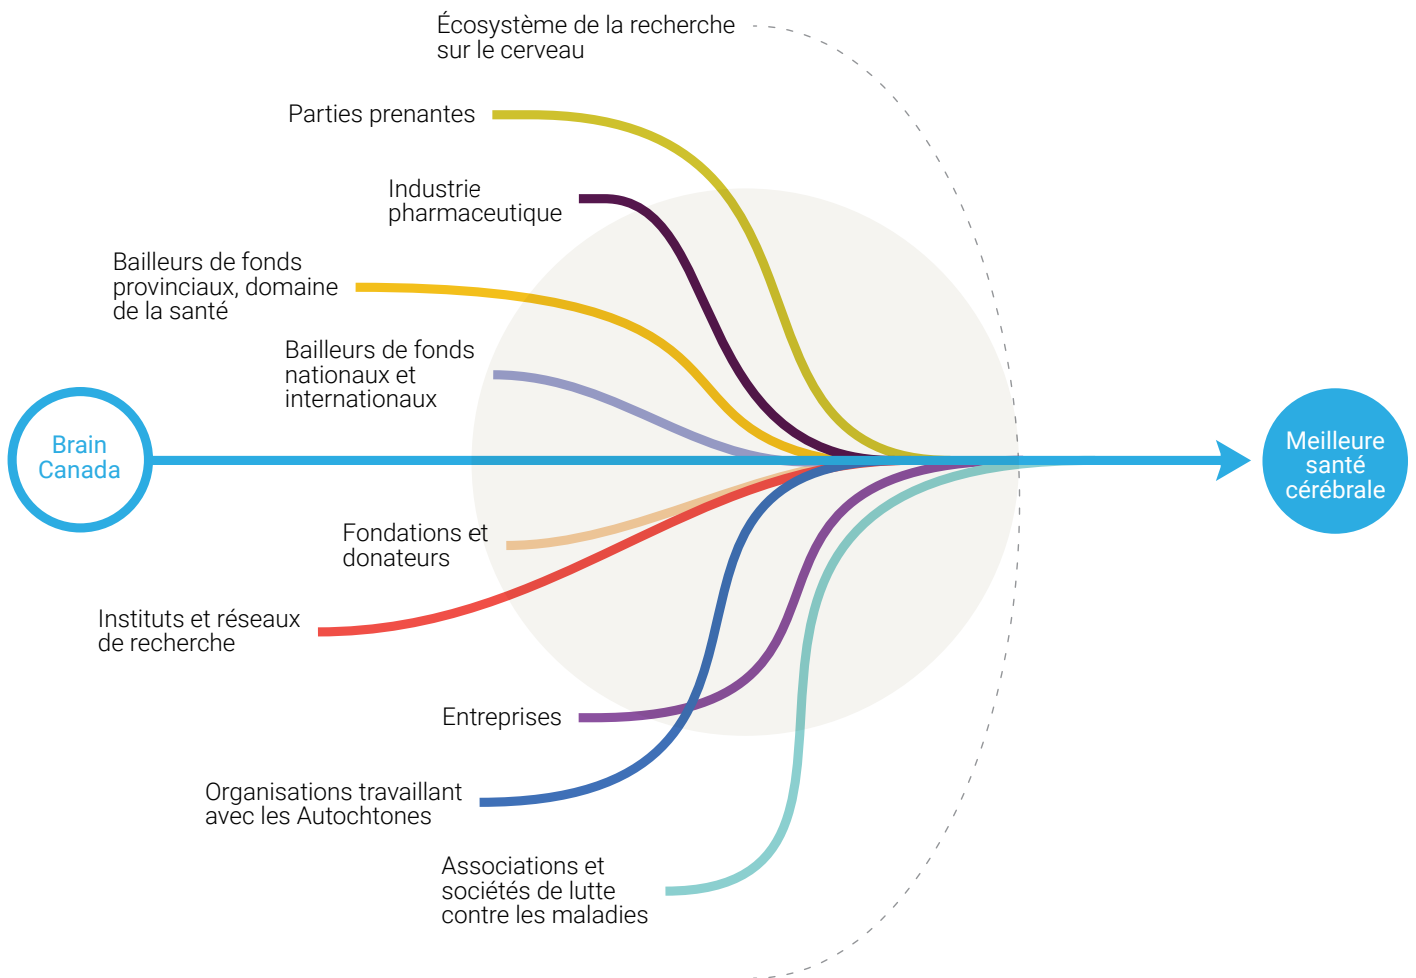 Écosystème de la recherche
sur le cerveau
Parties prenantes
Industrie
pharmaceutique
Bailleurs de fonds
provinciaux, domaine
de la santé
Bailleurs de fonds
nationaux et
internationaux
Brain
Canada
Meilleure
santé
cérébrale
Fondations et
donateurs
Instituts et réseaux
de recherche
Entreprises
Organisations travaillant
avec les Autochtones
Associations et
sociétés de lutte
contre les maladies